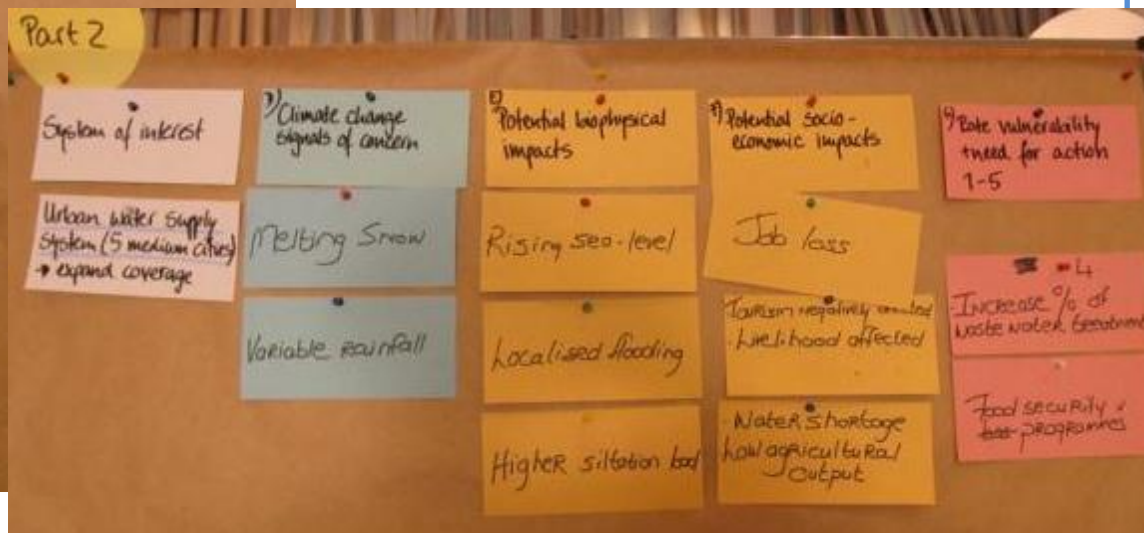 Part 2
System of interest
Urban water supply
System (5 medium cities)
→ expand coverage
Climate change
signals of concern
Melting Snow
Variable rainfall
Potential biophysical
impacts
Rising sea-level
Localised flooding
Higher siltation load
Potential socio-
economic impacts
Job loss
Tourism negatively
· Livelihood affected
Water shortage
Low agricultural
output
Rate vulnerability
+need for action
1-5
4
· Increase % of
waste water treatment
Food security
programmes